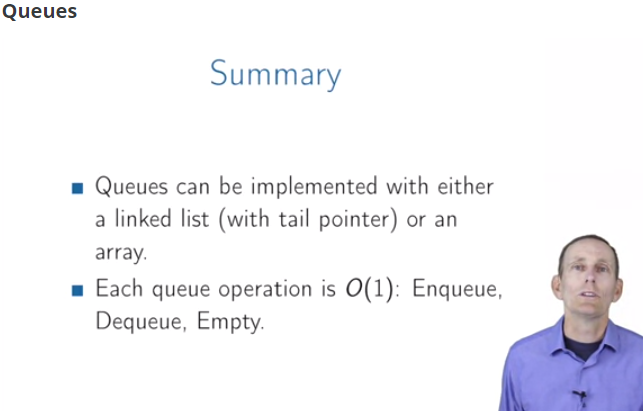 Queues
Summary
Queues can be implemented with either
a linked list (with tail pointer) or an
array.
Each queue operation is O(1): Enqueue,
Dequeue, Empty.